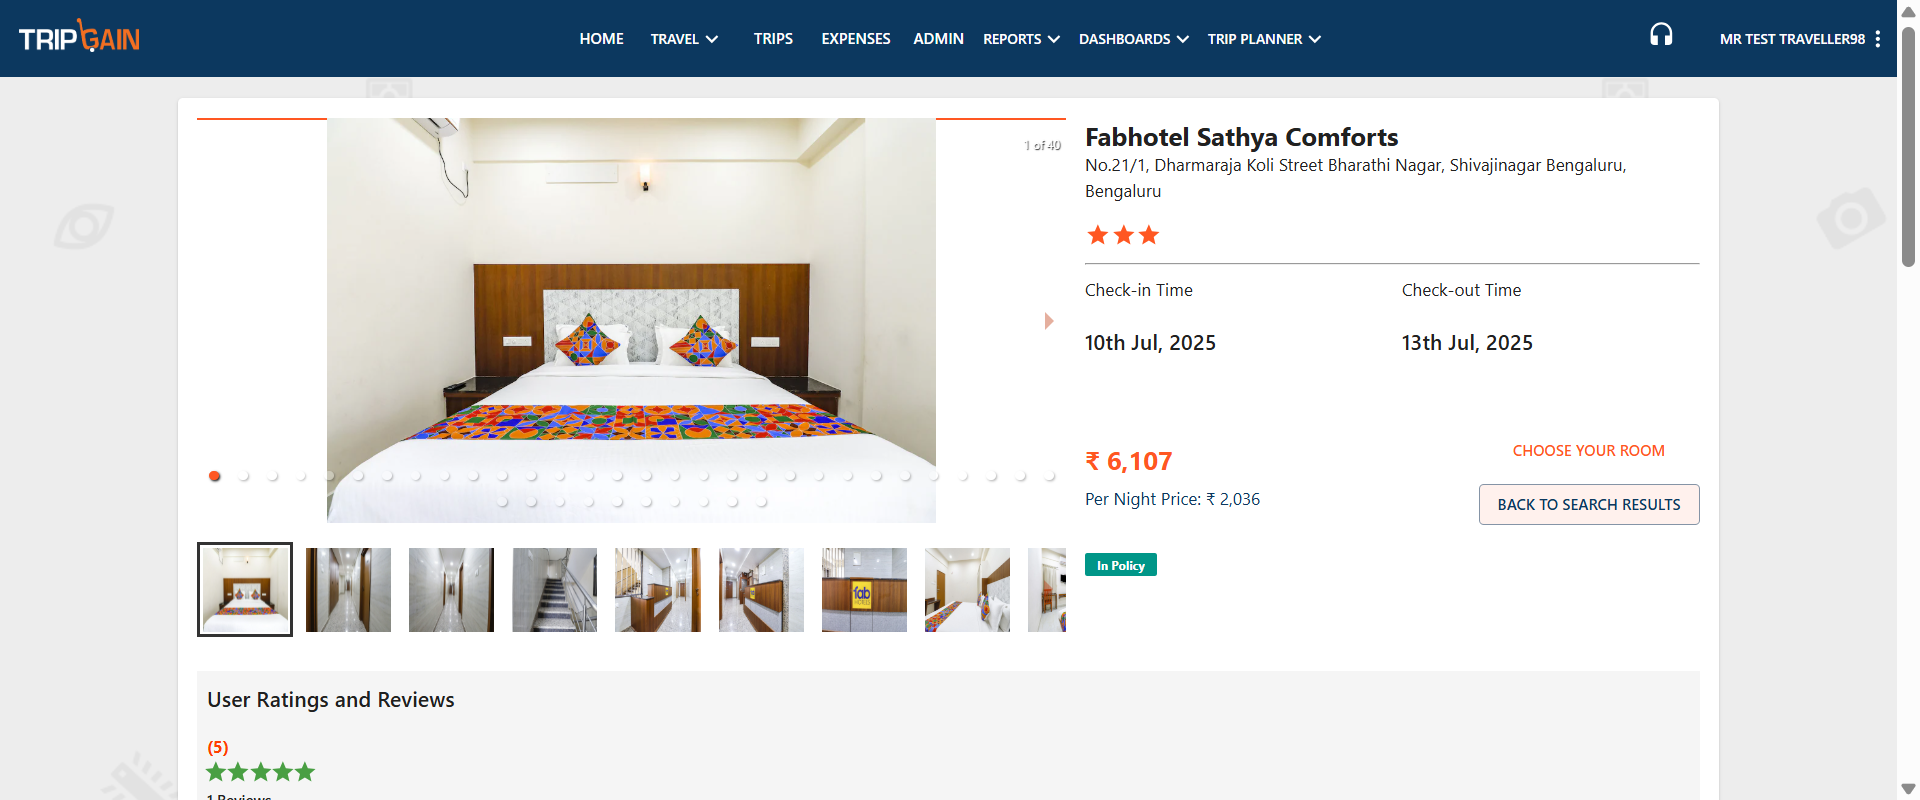 TRIPGAIN
HOME TRAVEL TRIPS EXPENSES ADMIN REPORTS DASHBOARDS TRIP PLANNER
MR TEST TRAVELLER98
1 of 40
Fabhotel Sathya Comforts
No.21/1, Dharmaraja Koli Street Bharathi Nagar, Shivajinagar Bengaluru,
Bengaluru
Check-in Time Check-out Time
10th Jul, 2025 13th Jul, 2025
₹ 6,107
CHOOSE YOUR ROOM
Per Night Price: ₹ 2,036
BACK TO SEARCH RESULTS
In Policy
fab
HOTELS
User Ratings and Reviews
(5)
1 Reviews